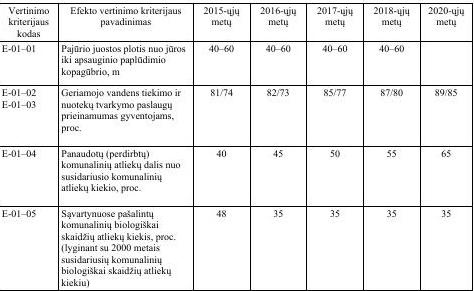 Vertinimo kriterijaus kodas | Efekto vertinimo kriterijaus pavadinimas | 2015-ųjų metų | 2016-ųjų metų | 2017-ųjų metų | 2018-ųjų metų | 2020-ųjų metų
E-01–01 | Pajūrio juostos plotis nuo jūros iki apsauginio paplūdimio kopagūbrio, m | 40–60 | 40–60 | 40–60 | 40–60 |
E-01–02 E-01–03 | Geriamojo vandens tiekimo ir nuotekų tvarkymo paslaugų prieinamumas gyventojams, proc. | 81/74 | 82/73 | 85/77 | 87/80 | 89/85
E-01–04 | Panaudotų (perdirbtų) komunalinių atliekų dalis nuo susidariusio komunalinių atliekų kiekio, proc. | 40 | 45 | 50 | 55 | 65
E-01–05 | Sąvartynuose pašalintų komunalinių biologiškai skaidžių atliekų kiekis, proc. (lyginant su 2000 metais susidariusių komunalinių biologiškai skaidžių atliekų kiekiu) | 48 | 35 | 35 | 35 | 35